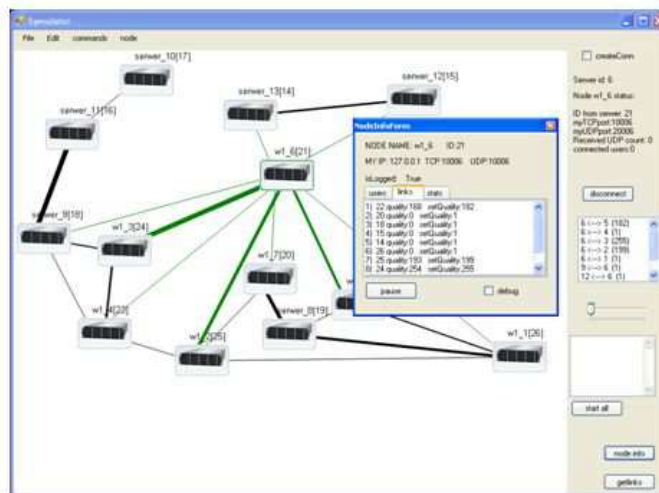 Symulator
File Edit commands node
serwer_10[17]
serwer_13[14]
serwer_12[15]
serwer_11[16]
w1_6[21]
serwer_9[18]
w1_3[24]
w1_7[20]
w1_4[23]
serwer_8[19]
w1_2[25]
w1_1[26]
NodeInfoForm
NODE NAME: w1_6 ID:21
MY IP: 127.0.0.1 TCP:10006 UDP:10006
isLogged: True
users links stats
1) 22 quality:168 setQuality:182
2) 20 quality:0 setQuality:1
3) 18 quality:0 setQuality:1
4) 15 quality:0 setQuality:1
5) 14 quality:0 setQuality:1
6) 26 quality:0 setQuality:1
7) 25 quality:193 setQuality:199
8) 24 quality:254 setQuality:255
pause
debug
createConn
Serwer id: 6
Node w1_6 status:
ID from serwer: 21
myTCPport:10006
myUDPport:20006
Received UDP count: 0
connected users:0
disconnect
6 <--> 5 (182)
6 <--> 4 (1)
6 <--> 3 (255)
6 <--> 2 (199)
6 <--> 1 (1)
9 <--> 6 (1)
12 <--> 6 (1)
start all
node info
getlinks